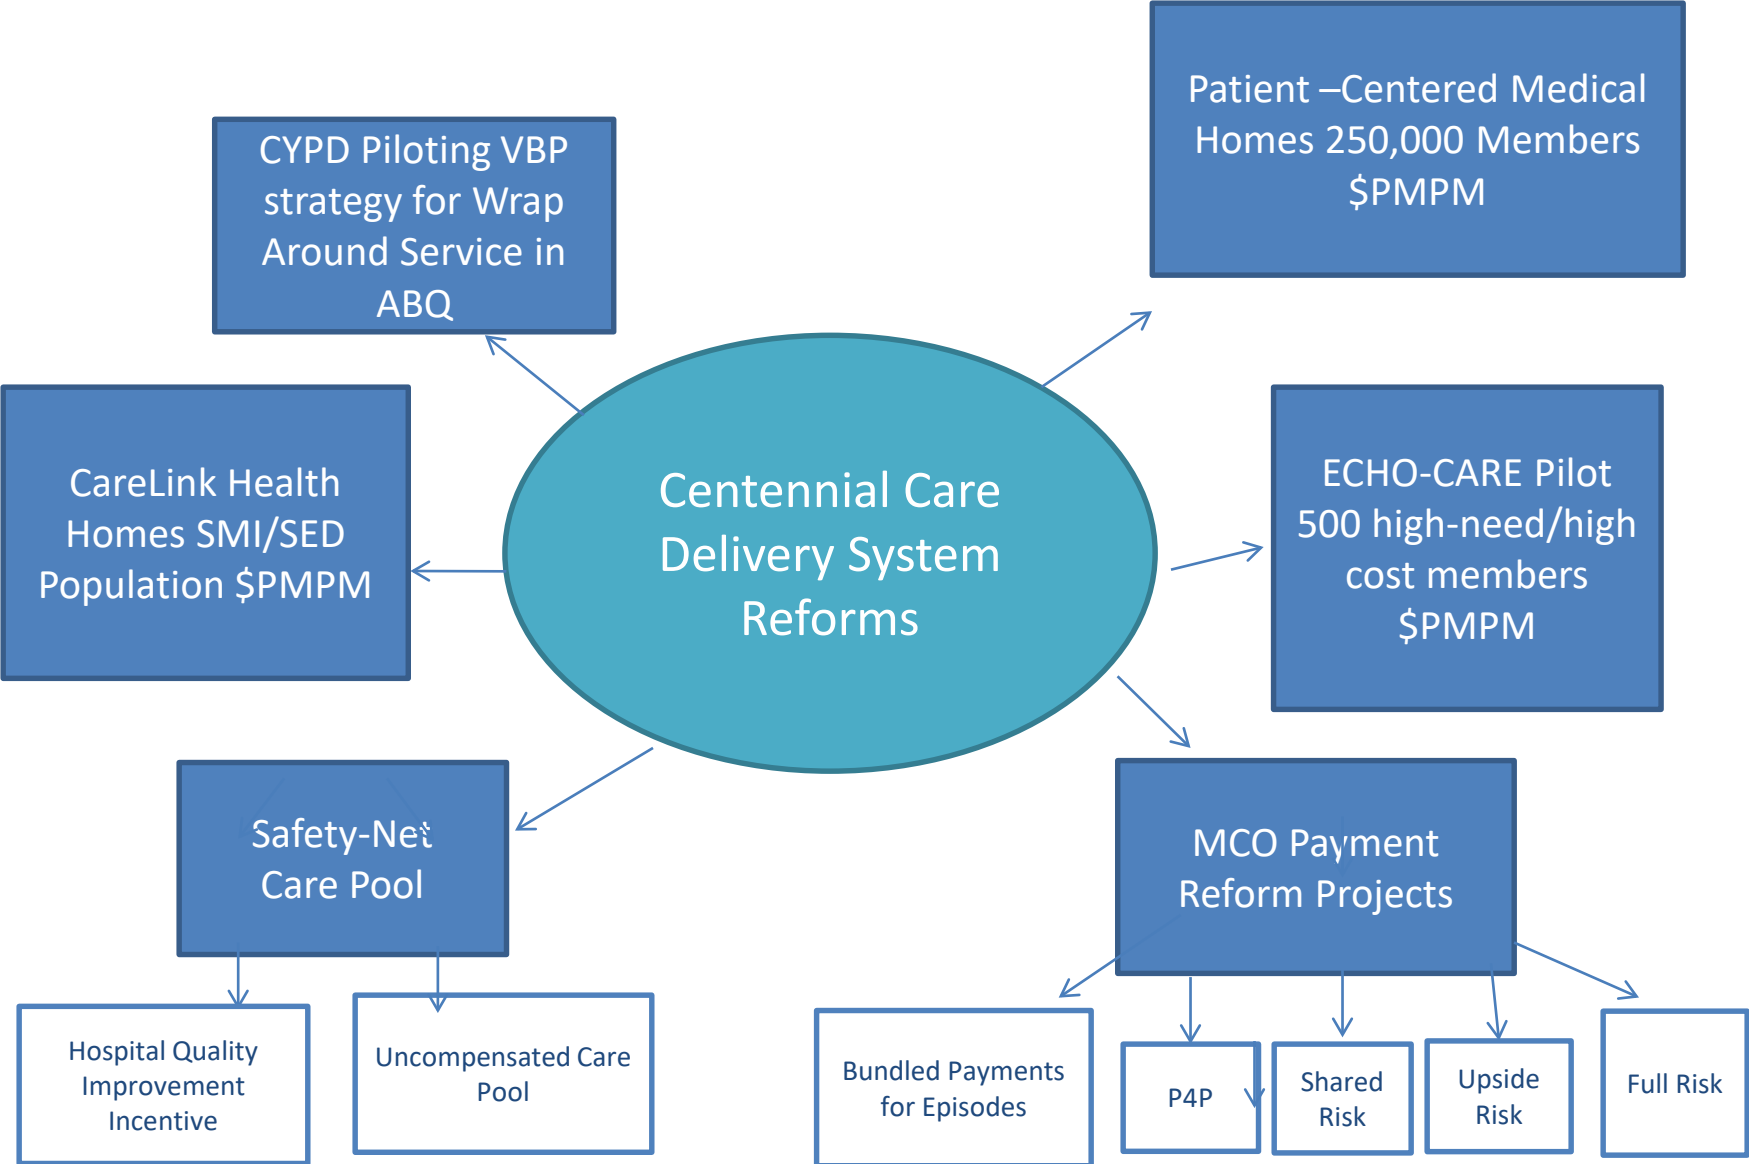 Patient –Centered Medical
Homes 250,000 Members
$PMPM
CYPD Piloting VBP
strategy for Wrap
Around Service in
ABQ
CareLink Health
Homes SMI/SED
Population $PMPM
Centennial Care
Delivery System
Reforms
ECHO-CARE Pilot
500 high-need/high
cost members
$PMPM
Safety-Net
Care Pool
MCO Payment
Reform Projects
Hospital Quality
Improvement
Incentive
Uncompensated Care
Pool
Bundled Payments
for Episodes
P4P
Shared
Risk
Upside
Risk
Full Risk